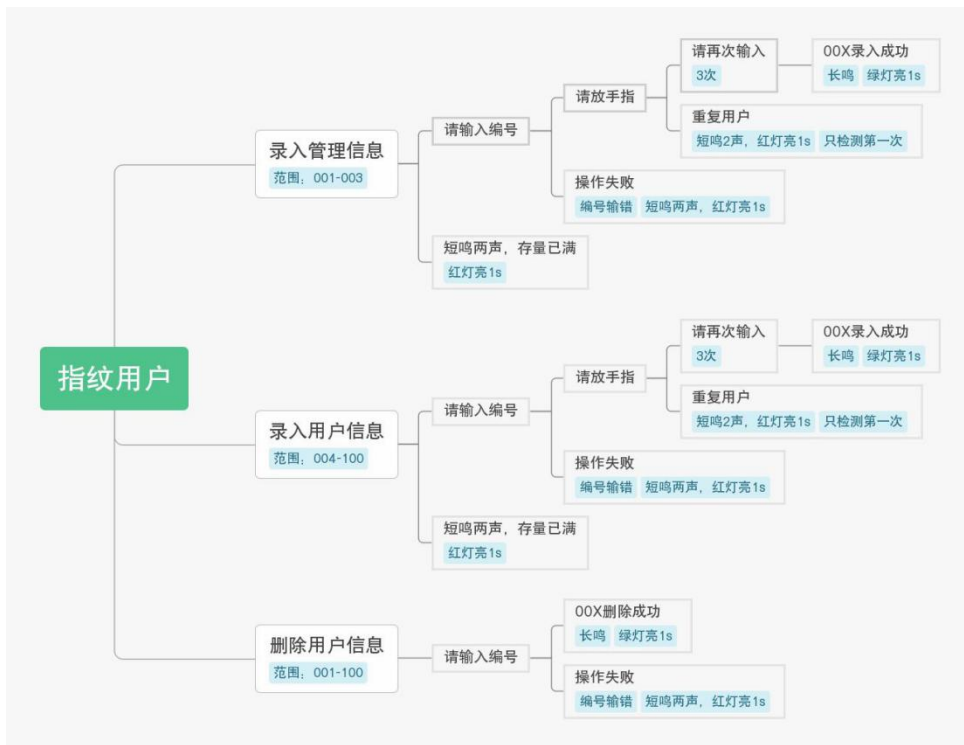 指纹用户
录入管理信息
范围：001-003
请输入编号
请放手指
请再次输入
3次
00X录入成功
长鸣 绿灯亮1s
重复用户
短鸣2声，红灯亮1s 只检测第一次
操作失败
编号输错 短鸣两声，红灯亮1s
短鸣两声，存量已满
红灯亮1s
录入用户信息
范围：004-100
请输入编号
请放手指
请再次输入
3次
00X录入成功
长鸣 绿灯亮1s
重复用户
短鸣2声，红灯亮1s 只检测第一次
操作失败
编号输错 短鸣两声，红灯亮1s
短鸣两声，存量已满
红灯亮1s
删除用户信息
范围：001-100
请输入编号
00X删除成功
长鸣 绿灯亮1s
操作失败
编号输错 短鸣两声，红灯亮1s